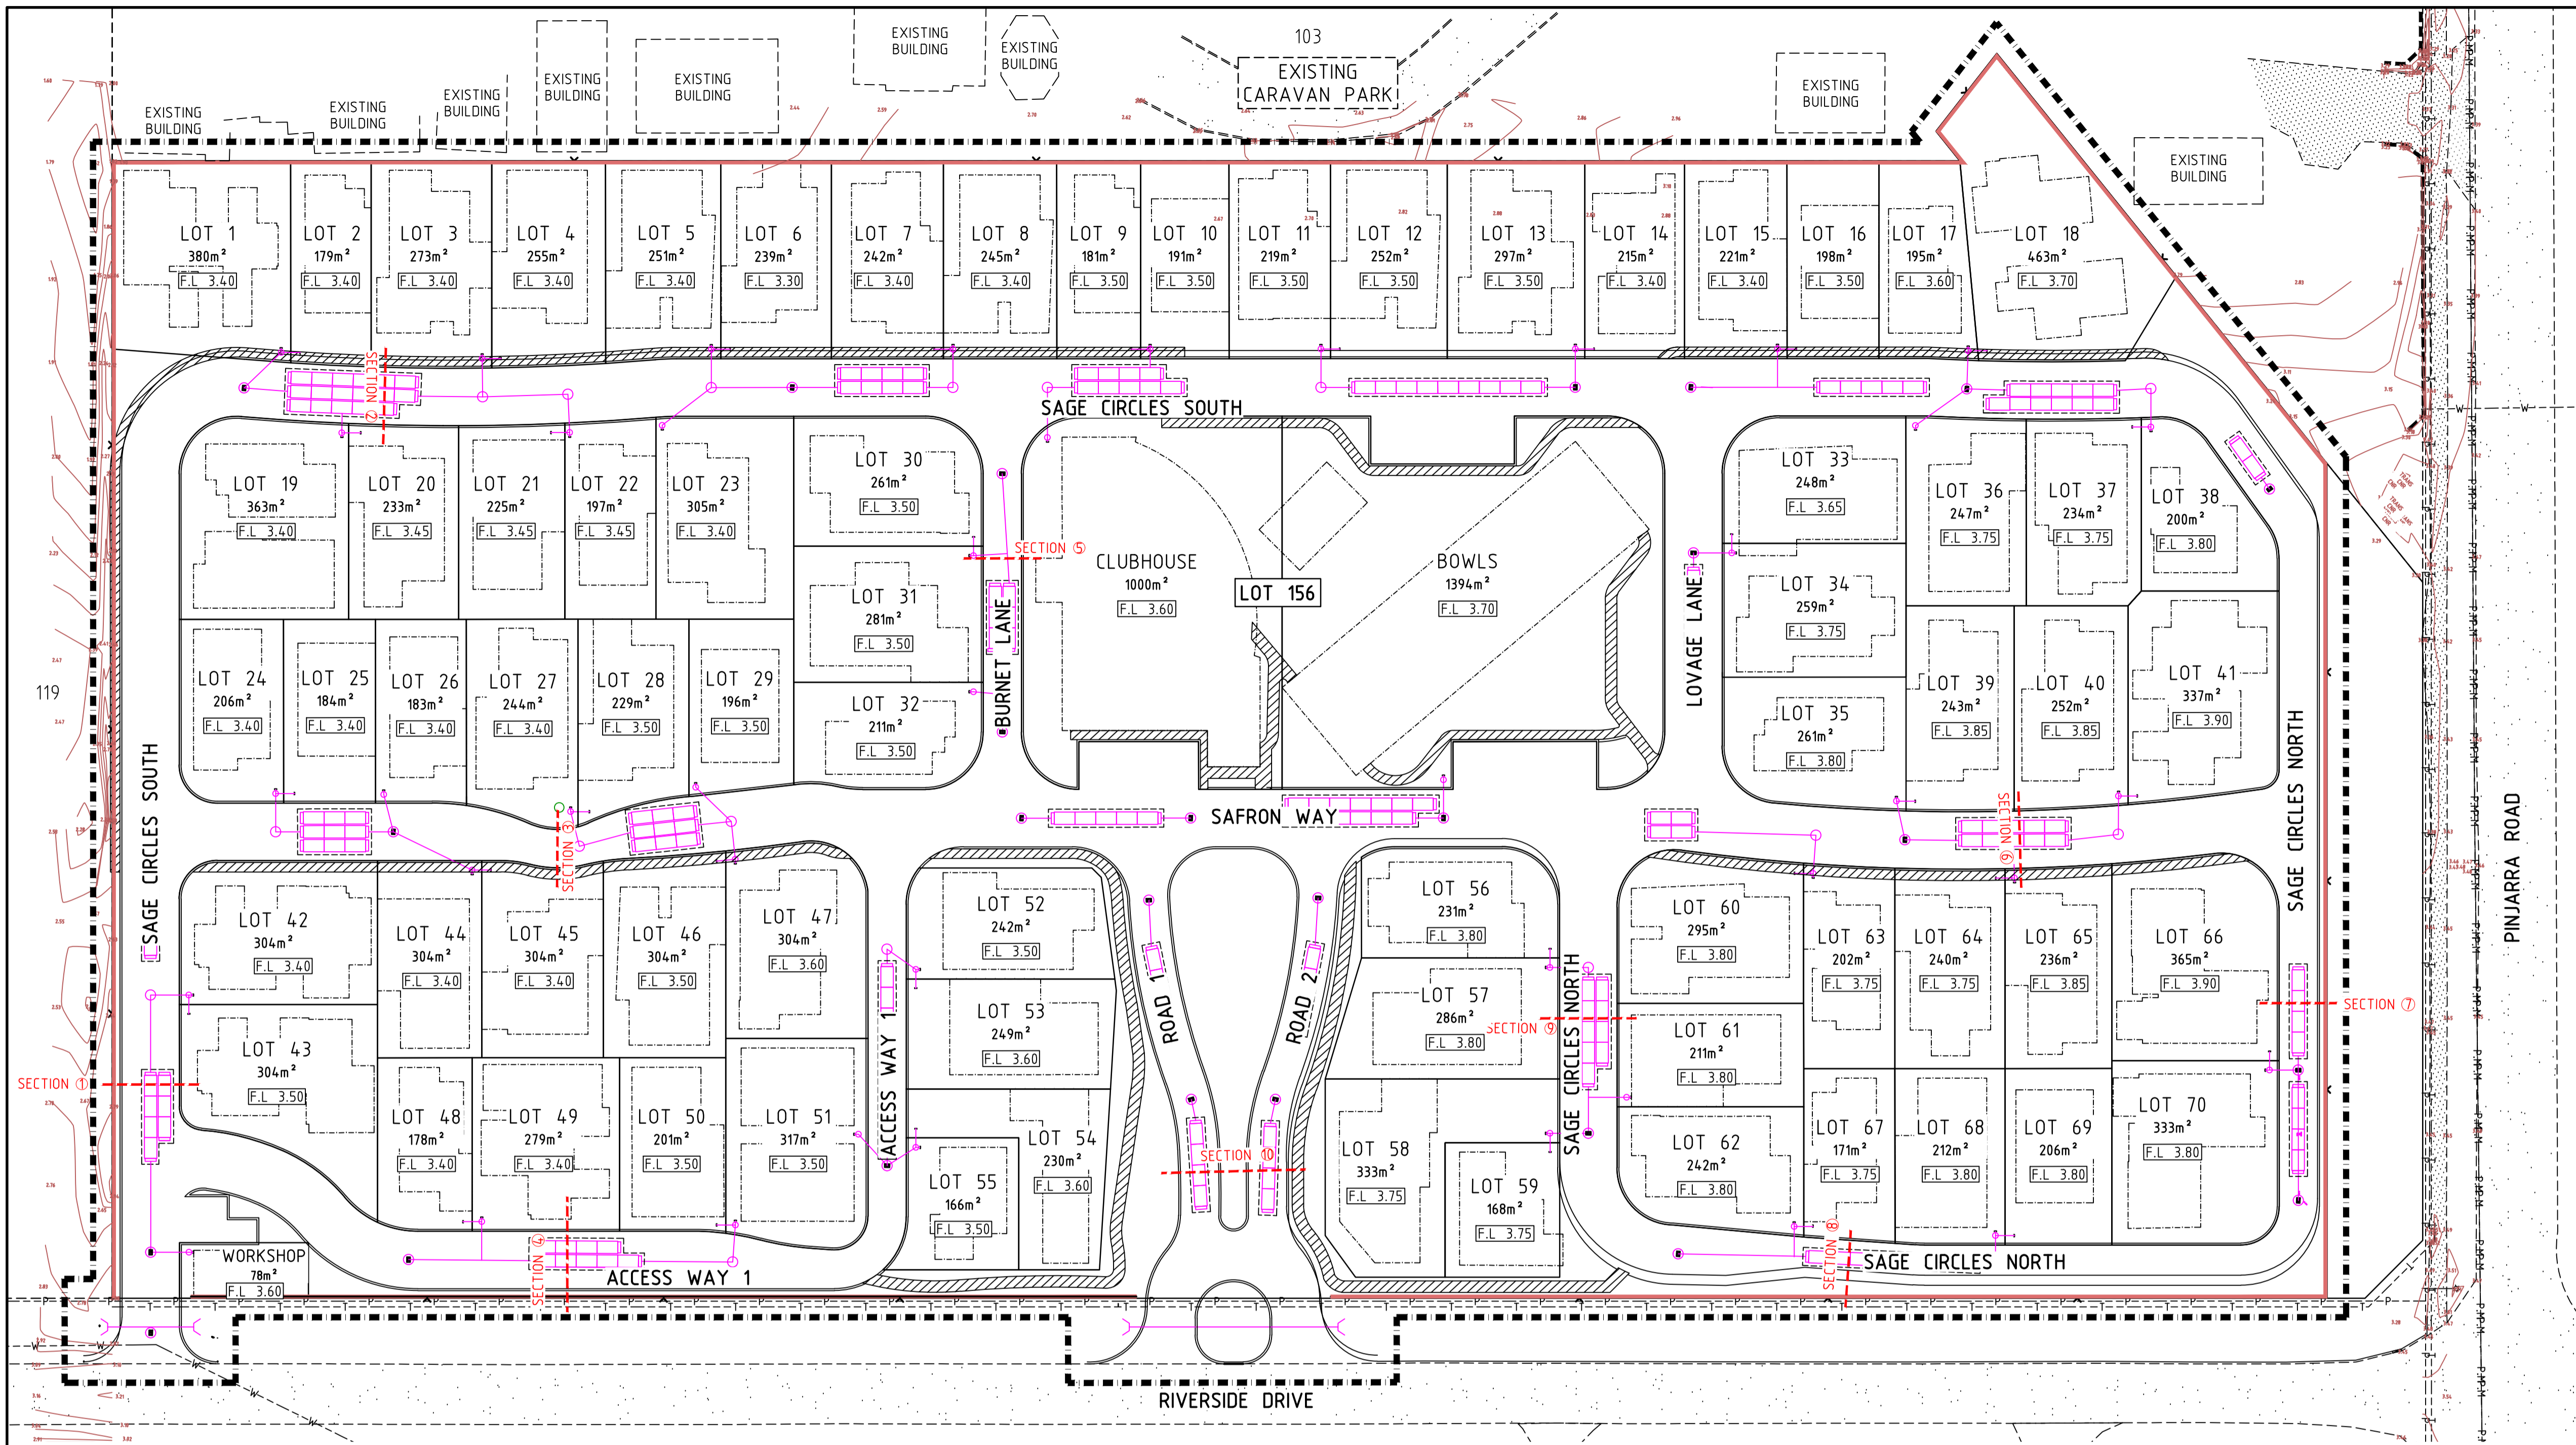 103
EXISTING
BUILDING
EXISTING
BUILDING
EXISTING
BUILDING
EXISTING
BUILDING
EXISTING
BUILDING
EXISTING
BUILDING
EXISTING
BUILDING
EXISTING
CARAVAN PARK
EXISTING
BUILDING
EXISTING
BUILDING
LOT 1
380m²
F.L 3.40
LOT 2
179m²
F.L 3.40
LOT 3
273m²
F.L 3.40
LOT 4
255m²
F.L 3.40
LOT 5
251m²
F.L 3.40
LOT 6
239m²
F.L 3.30
LOT 7
242m²
F.L 3.40
LOT 8
245m²
F.L 3.40
LOT 9
181m²
F.L 3.50
LOT 10
191m²
F.L 3.50
LOT 11
219m²
F.L 3.50
LOT 12
252m²
F.L 3.50
LOT 13
297m²
F.L 3.50
LOT 14
215m²
F.L 3.40
LOT 15
221m²
F.L 3.40
LOT 16
198m²
F.L 3.50
LOT 17
195m²
F.L 3.60
LOT 18
463m²
F.L 3.70
SECTION 2
SAGE CIRCLES SOUTH
LOT 19
363m²
F.L 3.40
LOT 20
233m²
F.L 3.45
LOT 21
225m²
F.L 3.45
LOT 22
197m²
F.L 3.45
LOT 23
305m²
F.L 3.40
LOT 30
261m²
F.L 3.50
LOT 31
281m²
F.L 3.50
LOT 32
211m²
F.L 3.50
SECTION 5
BURNET LANE
CLUBHOUSE
1000m²
F.L 3.60
LOT 156
BOWLS
1394m²
F.L 3.70
LOVAGE LANE
LOT 33
248m²
F.L 3.65
LOT 34
259m²
F.L 3.75
LOT 35
261m²
F.L 3.80
LOT 36
247m²
F.L 3.75
LOT 37
234m²
F.L 3.75
LOT 38
200m²
F.L 3.80
LOT 39
243m²
F.L 3.85
LOT 40
252m²
F.L 3.85
LOT 41
337m²
F.L 3.90
119
LOT 24
206m²
F.L 3.40
LOT 25
184m²
F.L 3.40
LOT 26
183m²
F.L 3.40
LOT 27
244m²
F.L 3.40
LOT 28
229m²
F.L 3.50
LOT 29
196m²
F.L 3.50
SAGE CIRCLES SOUTH
SECTION 3
SAFRON WAY
SECTION 6
SAGE CIRCLES NORTH
PINJARRA ROAD
LOT 42
304m²
F.L 3.40
LOT 43
304m²
F.L 3.50
LOT 44
304m²
F.L 3.40
LOT 45
304m²
F.L 3.40
LOT 46
304m²
F.L 3.50
LOT 47
304m²
F.L 3.60
LOT 48
178m²
F.L 3.40
LOT 49
279m²
F.L 3.40
LOT 50
201m²
F.L 3.50
LOT 51
317m²
F.L 3.50
SECTION 1
ACCESS WAY 1
LOT 52
242m²
F.L 3.50
LOT 53
249m²
F.L 3.60
LOT 54
230m²
F.L 3.60
LOT 55
166m²
F.L 3.50
ROAD 1
ROAD 2
SECTION 10
LOT 56
231m²
F.L 3.80
LOT 57
286m²
F.L 3.80
SECTION 9
LOT 58
333m²
F.L 3.75
LOT 59
168m²
F.L 3.75
SAGE CIRCLES NORTH
LOT 60
295m²
F.L 3.80
LOT 61
211m²
F.L 3.80
LOT 62
242m²
F.L 3.80
LOT 63
202m²
F.L 3.75
LOT 64
240m²
F.L 3.75
LOT 65
236m²
F.L 3.85
LOT 66
365m²
F.L 3.90
SECTION 7
LOT 67
171m²
F.L 3.75
LOT 68
212m²
F.L 3.80
LOT 69
206m²
F.L 3.80
LOT 70
333m²
F.L 3.80
WORKSHOP
78m²
F.L 3.60
SECTION 4
ACCESS WAY 1
SECTION 8
SAGE CIRCLES NORTH
RIVERSIDE DRIVE